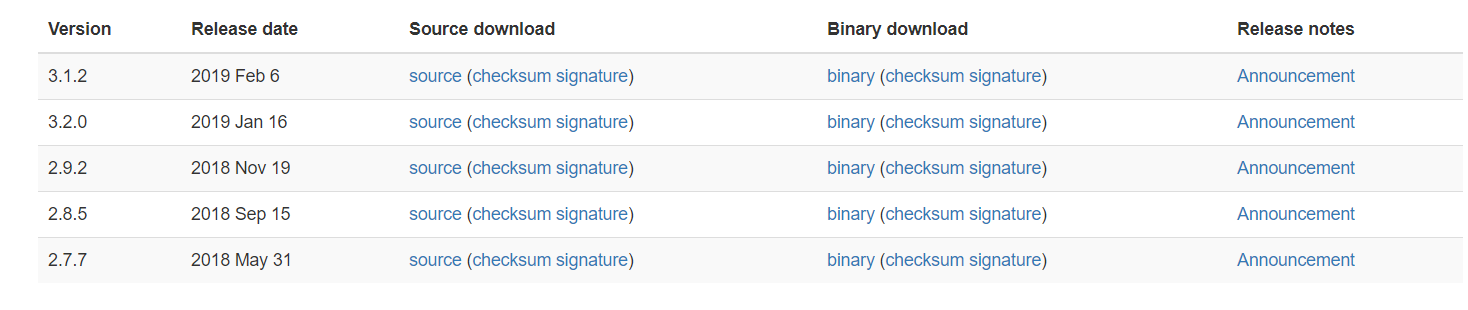 Version Release date Source download Binary download Release notes
3.1.2 2019 Feb 6 source (checksum signature) binary (checksum signature) Announcement
3.2.0 2019 Jan 16 source (checksum signature) binary (checksum signature) Announcement
2.9.2 2018 Nov 19 source (checksum signature) binary (checksum signature) Announcement
2.8.5 2018 Sep 15 source (checksum signature) binary (checksum signature) Announcement
2.7.7 2018 May 31 source (checksum signature) binary (checksum signature) Announcement